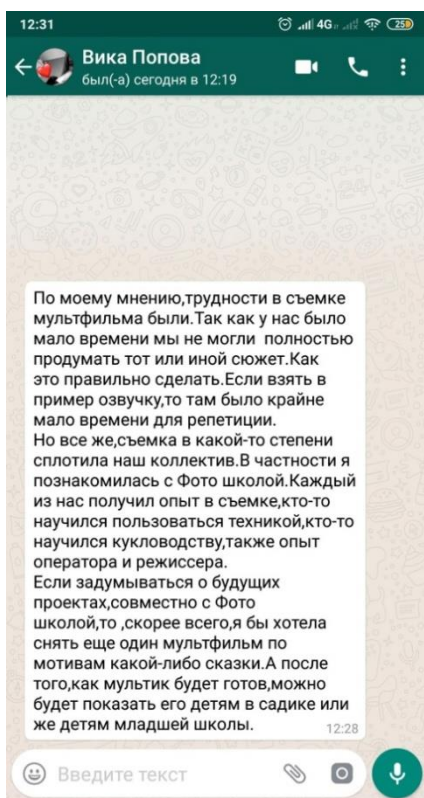 12:31 4G 25
Вика Попова
был(-а) сегодня в 12:19
По моему мнению,трудности в съемке
мультфильма были.Так как у нас было
мало времени мы не могли полностью
продумать тот или иной сюжет.Как
это правильно сделать.Если взять в
пример озвучку,то там было крайне
мало времени для репетиции.
Но все же,съемка в какой-то степени
сплотила наш коллектив.В частности я
познакомилась с Фото школой.Каждый
из нас получил опыт в съемке,кто-то
научился пользоваться техникой,кто-то
научился кукловодству,также опыт
оператора и режиссера.
Если задумываться о будущих
проектах,совместно с Фото
школой,то ,скорее всего,я бы хотела
снять еще один мультфильм по
мотивам какой-либо сказки.А после
того,как мультик будет готов,можно
будет показать его детям в садике или
же детям младшей школы. 12:28
Введите текст